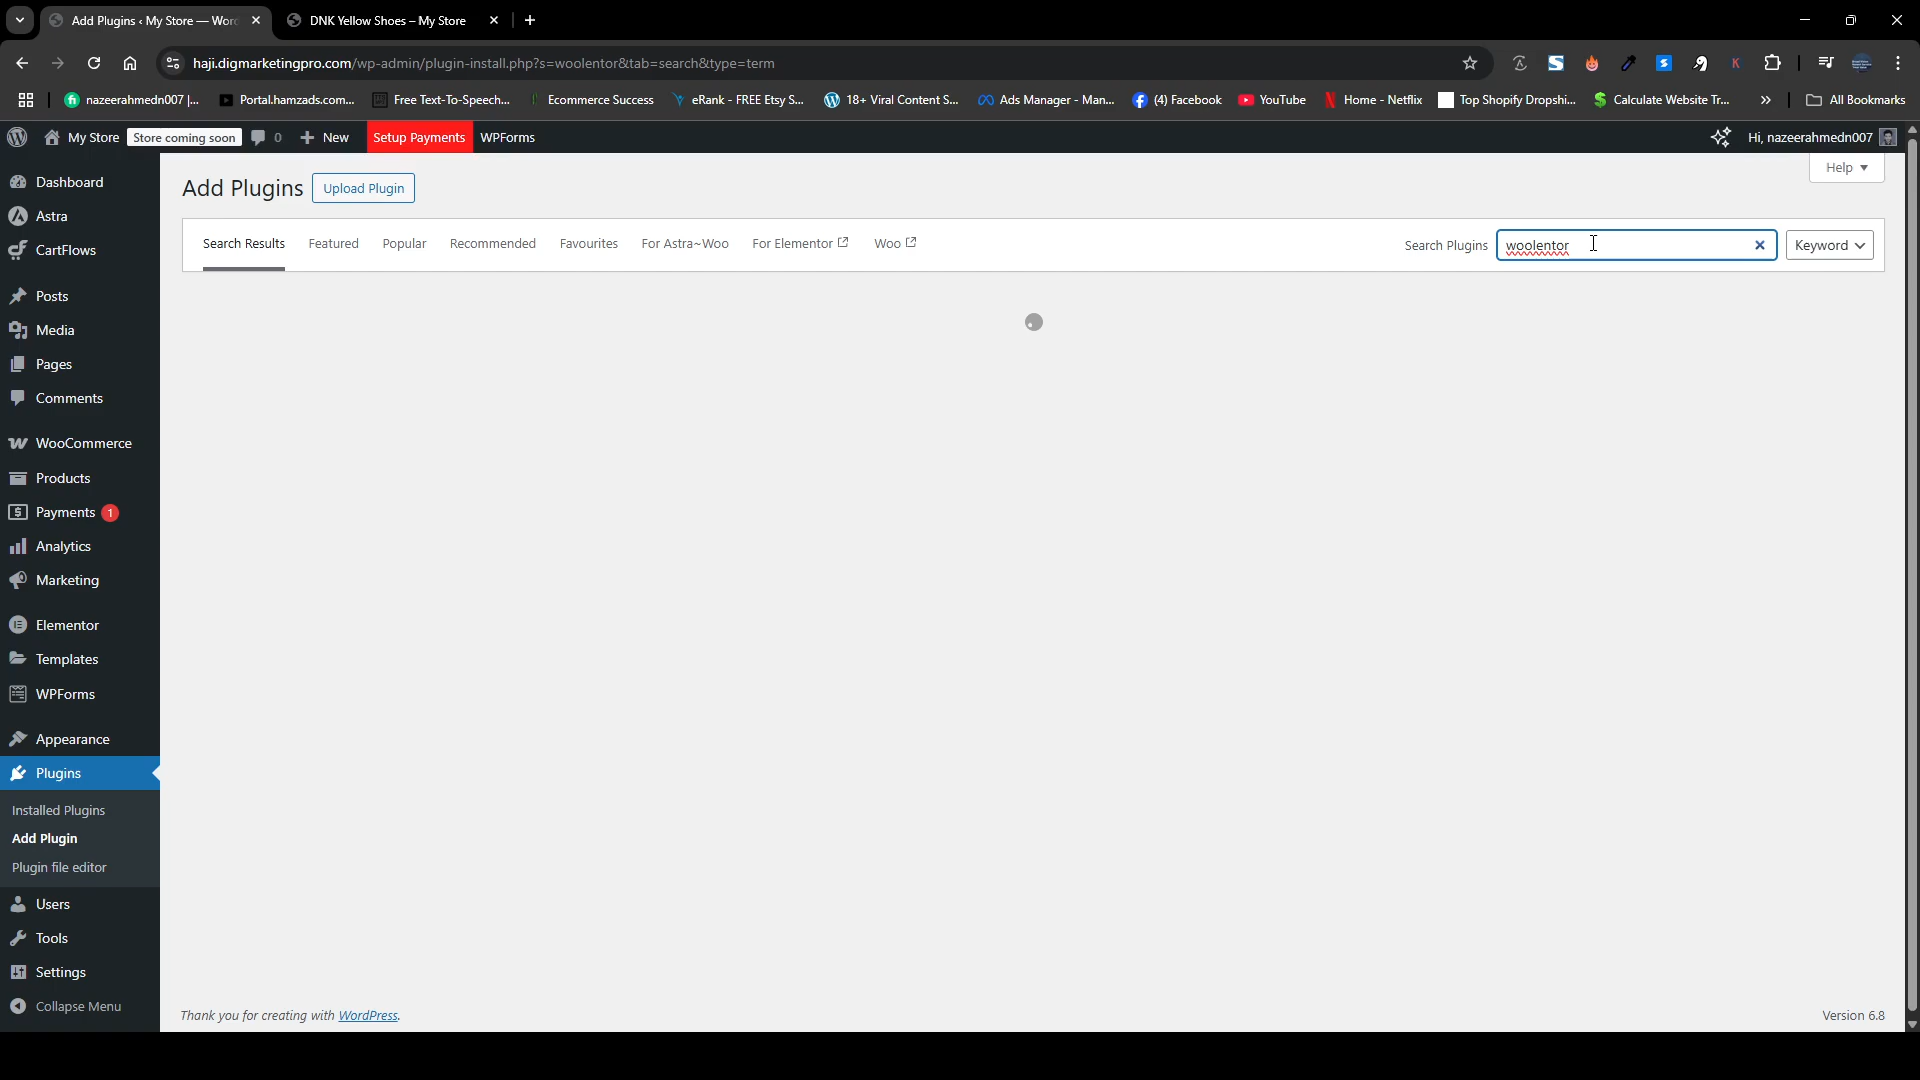 Add Plugins ‹ My Store — Wor
DNK Yellow Shoes – My Store
haji.digmarketingpro.com/wp-admin/plugin-install.php?s=woolentor&tab=search&type=term
nazeerahmedn007 |...
Portal.hamzads.com...
Free Text-To-Speech...
Ecommerce Success
eRank - FREE Etsy S...
18+ Viral Content S...
Ads Manager - Man...
(4) Facebook
YouTube
Home - Netflix
Top Shopify Dropshi...
Calculate Website Tr...
»
All Bookmarks
My Store
Store coming soon
0
New
Setup Payments
WPForms
Hi, nazeerahmedn007
Help
Dashboard
Astra
CartFlows
Posts
Media
Pages
Comments
WooCommerce
Products
Payments 1
Analytics
Marketing
Elementor
Templates
WPForms
Appearance
Plugins
Installed Plugins
Add Plugin
Plugin file editor
Users
Tools
Settings
Collapse Menu
Add Plugins
Upload Plugin
Search Results
Featured
Popular
Recommended
Favourites
For Astra~Woo
For Elementor
Woo
Search Plugins
woolentor
Keyword
Thank you for creating with WordPress.
Version 6.8